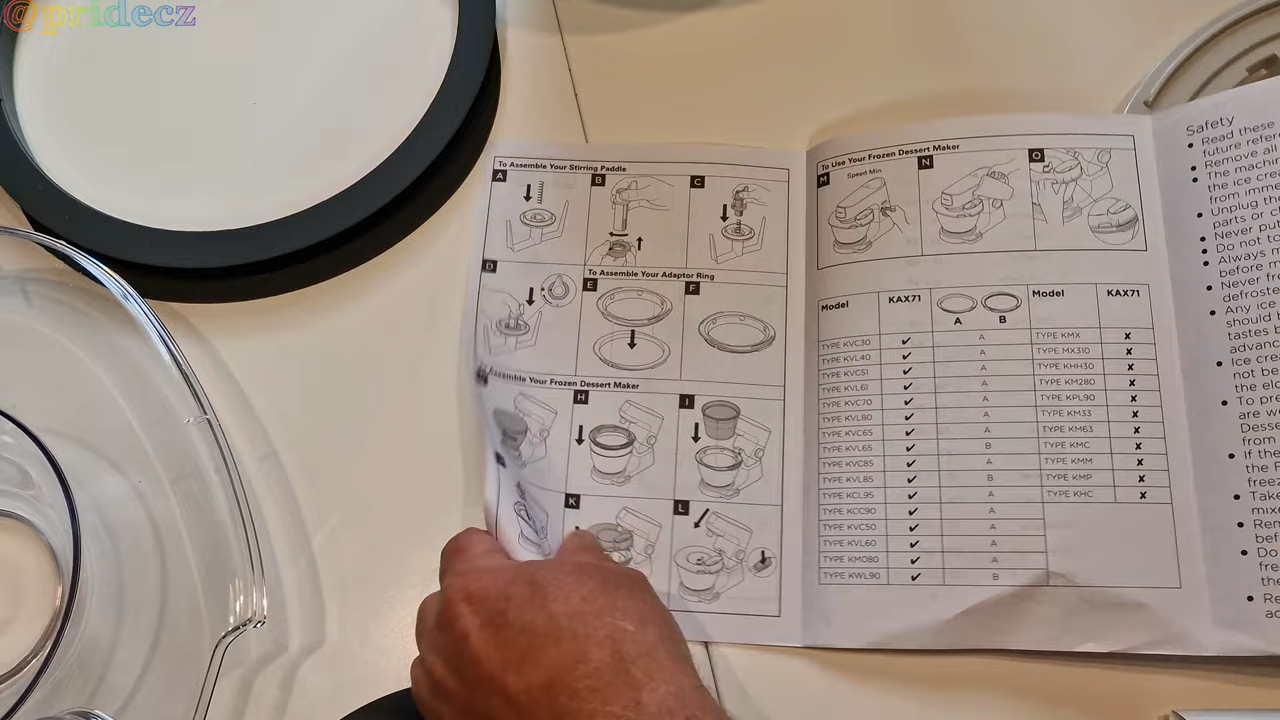 @pridecz
To Assemble Your Stirring Paddle
A
B
C
D
To Assemble Your Adaptor Ring
E
F
Assemble Your Frozen Dessert Maker
H
I
K
L
To Use Your Frozen Dessert Maker
M
Speed Min
N
O
Model KAX71 A B Model KAX71
TYPE KVC30 ✔ A TYPE KMX ✘
TYPE KVL40 ✔ A TYPE MX310 ✘
TYPE KVC51 ✔ A TYPE KHH30 ✘
TYPE KVL61 ✔ A TYPE KM280 ✘
TYPE KVC70 ✔ A TYPE KPL90 ✘
TYPE KVL80 ✔ A TYPE KM33 ✘
TYPE KVC65 ✔ A TYPE KM63 ✘
TYPE KVL65 ✔ B TYPE KMC ✘
TYPE KVC85 ✔ A TYPE KMM ✘
TYPE KVL85 ✔ B TYPE KMP ✘
TYPE KCL95 ✔ A TYPE KHC ✘
TYPE KCC90 ✔ A
TYPE KVC50 ✔ A
TYPE KVL60 ✔ A
TYPE KM080 ✔ A
TYPE KWL90 ✔ B
Safety
• Read these
future refe
• Remove all
• The machin
the ice cre
from imme
• Unplug th
parts or
• Never pu
• Do not to
• Always m
before m
• Never fr
defroste
• Any ice
should
tastes
advanc
• Ice cre
not be
the ele
• To pre
are w
Desse
from
• If the
the F
freez
• Take
mixe
• Rem
befo
• Do
fre
the
• Re